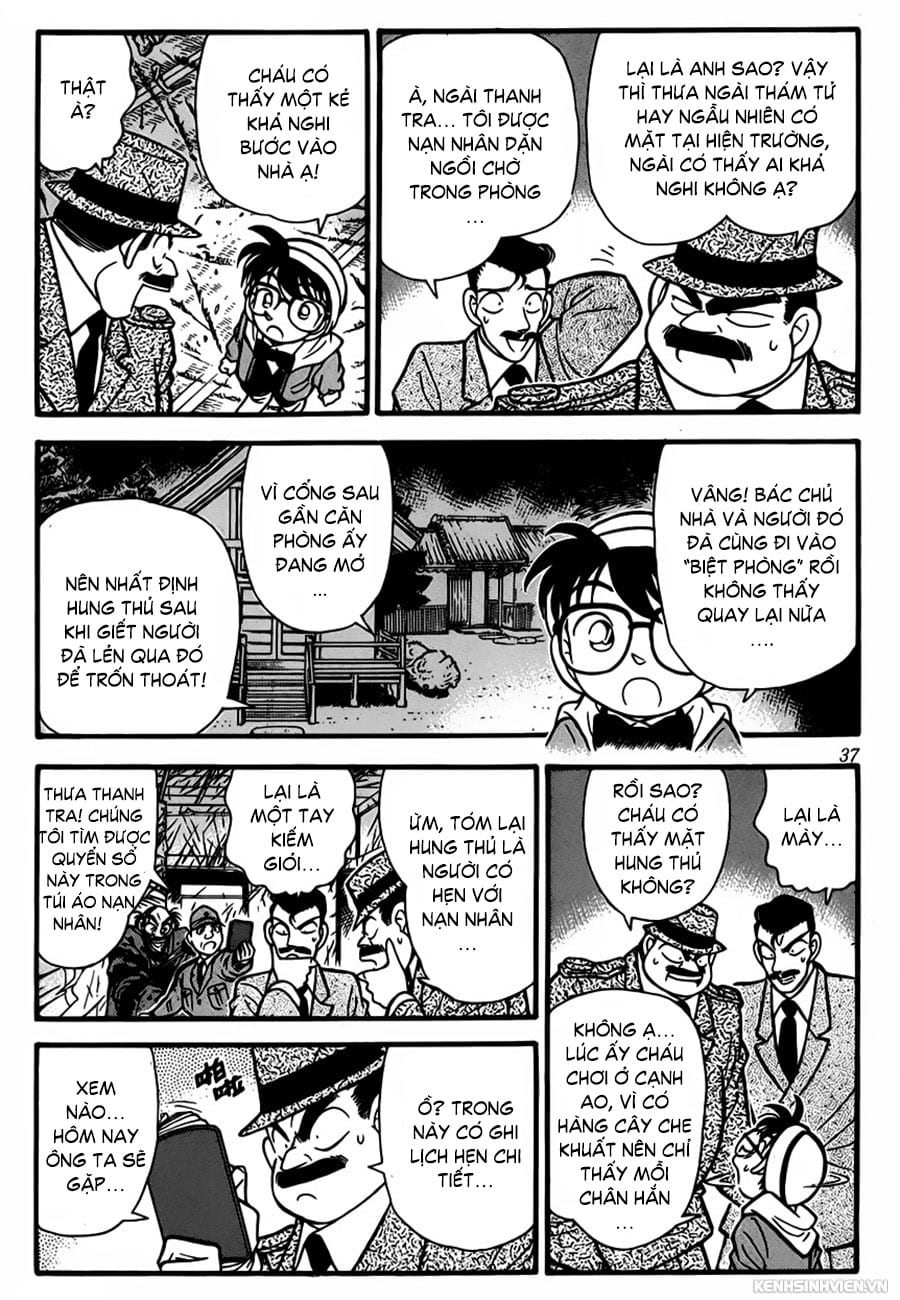 LẠI LÀ ANH SAO? VẬY
THÌ THƯA NGÀI THÁM TỬ
HAY NGẪU NHIÊN CÓ
MẶT TẠI HIỆN TRƯỜNG,
NGÀI CÓ THẤY AI KHẢ
NGHI KHÔNG Ạ?
À, NGÀI THANH
TRA... TÔI ĐƯỢC
NẠN NHÂN DẶN
NGỒI CHỜ
TRONG PHÒNG
...
CHÁU CÓ
THẤY MỘT KẺ
KHẢ NGHI
BƯỚC VÀO
NHÀ Ạ!
THẬT
À?
VÂNG! BÁC CHỦ
NHÀ VÀ NGƯỜI ĐÓ
ĐÃ CÙNG ĐI VÀO
"BIỆT PHÒNG" RỒI
KHÔNG THẤY
QUAY LẠI NỮA
....
VÌ CỔNG SAU
GẦN CĂN
PHÒNG ẤY
ĐANG MỞ
...
NÊN NHẤT ĐỊNH
HUNG THỦ SAU
KHI GIẾT NGƯỜI
ĐÃ LẺN QUA ĐÓ
ĐỂ TRỐN THOÁT!
37
LẠI LÀ
MÀY...
RỒI SAO?
CHÁU CÓ
THẤY MẶT
HUNG THỦ
KHÔNG?
KHÔNG Ạ...
LÚC ẤY CHÁU
CHƠI Ở CẠNH
AO, VÌ CÓ
HÀNG CÂY CHE
KHUẤT NÊN CHỈ
THẤY MỖI
CHÂN HẮN
...
ỪM, TÓM LẠI
HUNG THỦ LÀ
NGƯỜI CÓ
HẸN VỚI
NẠN NHÂN
...
LẠI LÀ
MỘT TAY
KIẾM
GIỎI...
THƯA THANH
TRA! CHÚNG
TÔI TÌM ĐƯỢC
QUYỂN SỔ
NÀY TRONG
TÚI ÁO NẠN
NHÂN!
Ồ? TRONG
NÀY CÓ GHI
LỊCH HẸN CHI
TIẾT...
啪
啦
XEM
NÀO...
HÔM NAY
ÔNG TA SẼ
GẶP...
KENHSINHVIEN.VN